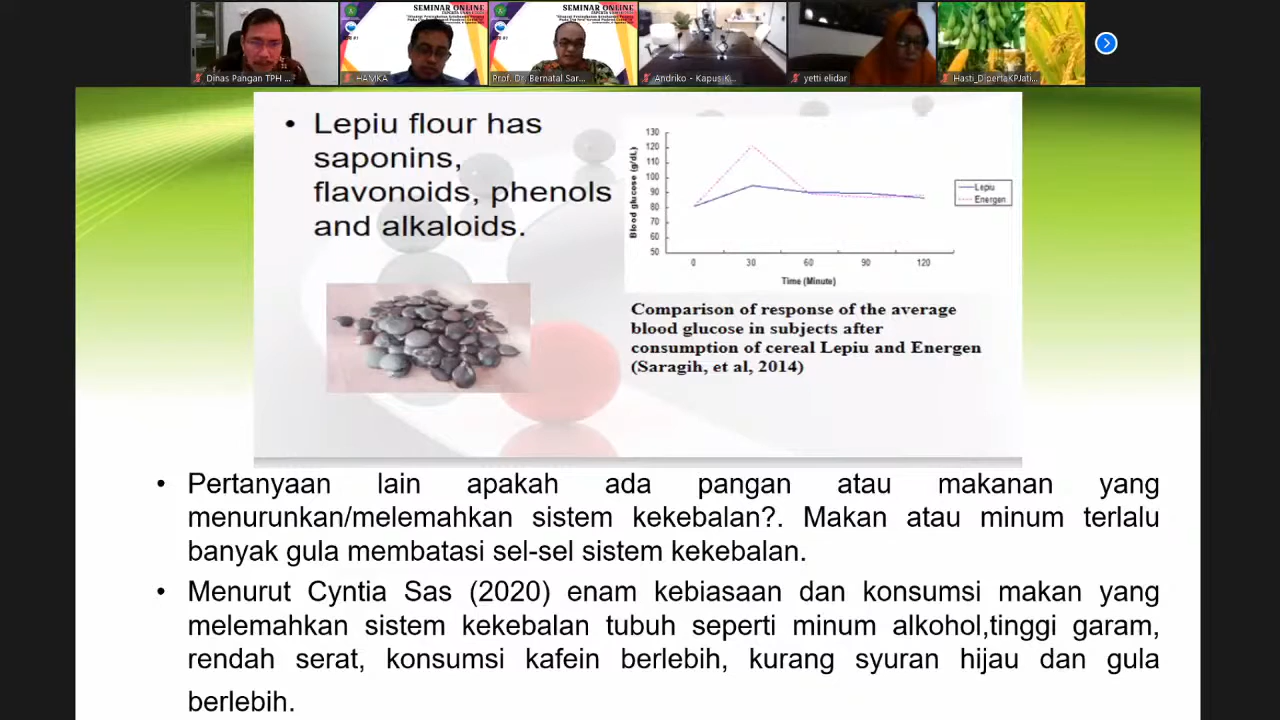 SEMINAR ONLINE
SEMINAR ONLINE
Dinas Pangan TPH ...
HAMKA
Prof. Dr. Bernatal Sar...
Andriko - Kapus K...
yetti elidar
Hasti_DipertaKPJati...
• Lepiu flour has
saponins,
flavonoids, phenols
and alkaloids.
Blood glucose (g/dL)
130
120
110
100
90
80
70
60
50
0 30 60 90 120
Time (Minute)
Lepiu
Energen
Comparison of response of the average
blood glucose in subjects after
consumption of cereal Lepiu and Energen
(Saragih, et al, 2014)
• Pertanyaan lain apakah ada pangan atau makanan yang
menurunkan/melemahkan sistem kekebalan?. Makan atau minum terlalu
banyak gula membatasi sel-sel sistem kekebalan.
• Menurut Cyntia Sas (2020) enam kebiasaan dan konsumsi makan yang
melemahkan sistem kekebalan tubuh seperti minum alkohol,tinggi garam,
rendah serat, konsumsi kafein berlebih, kurang syuran hijau dan gula
berlebih.